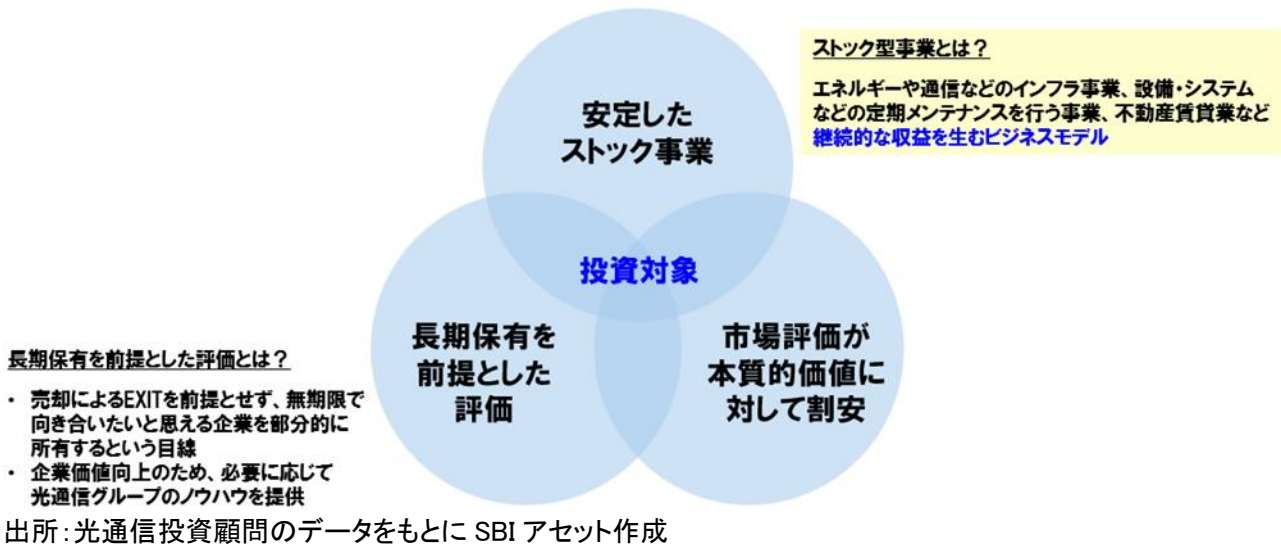 安定した
ストック事業
ストック型事業とは？
エネルギーや通信などのインフラ事業、設備・システム
などの定期メンテナンスを行う事業、不動産賃貸業など
継続的な収益を生むビジネスモデル
投資対象
長期保有を
前提とした
評価
市場評価が
本質的価値に
対して割安
長期保有を前提とした評価とは？
・ 売却によるEXITを前提とせず、無期限で
向き合いたいと思える企業を部分的に
所有するという目線
・ 企業価値向上のため、必要に応じて
光通信グループのノウハウを提供
出所：光通信投資顧問のデータをもとに SBI アセット作成